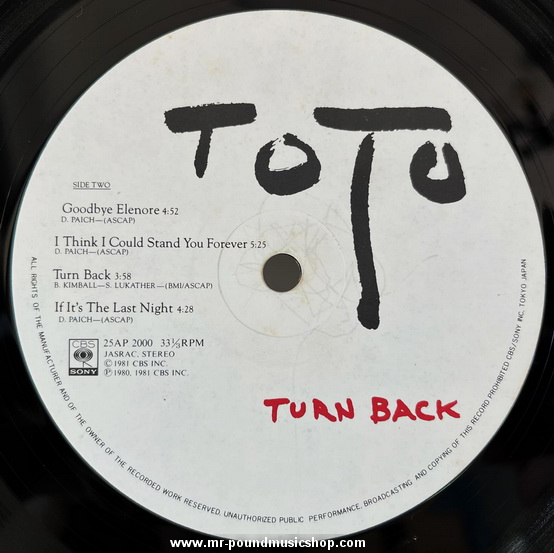 TOTO
SIDE TWO
Goodbye Elenore 4:52
D. PAICH—(ASCAP)
I Think I Could Stand You Forever 5:25
D. PAICH—(ASCAP)
Turn Back 3:58
B. KIMBALL—S. LUKATHER—(BMI/ASCAP)
If It's The Last Night 4:28
D. PAICH—(ASCAP)
CBS
SONY
25AP 2000 33⅓RPM
JASRAC, STEREO
Ⓒ1981 CBS INC.
Ⓟ1980, 1981 CBS INC.
TURN BACK
ALL RIGHTS OF THE MANUFACTURER AND OF THE OWNER OF THE RECORDED WORK RESERVED. UNAUTHORIZED PUBLIC PERFORMANCE, BROADCASTING AND COPYING OF THIS RECORD PROHIBITED CBS/SONY INC. TOKYO JAPAN
www.mr-poundmusicshop.com